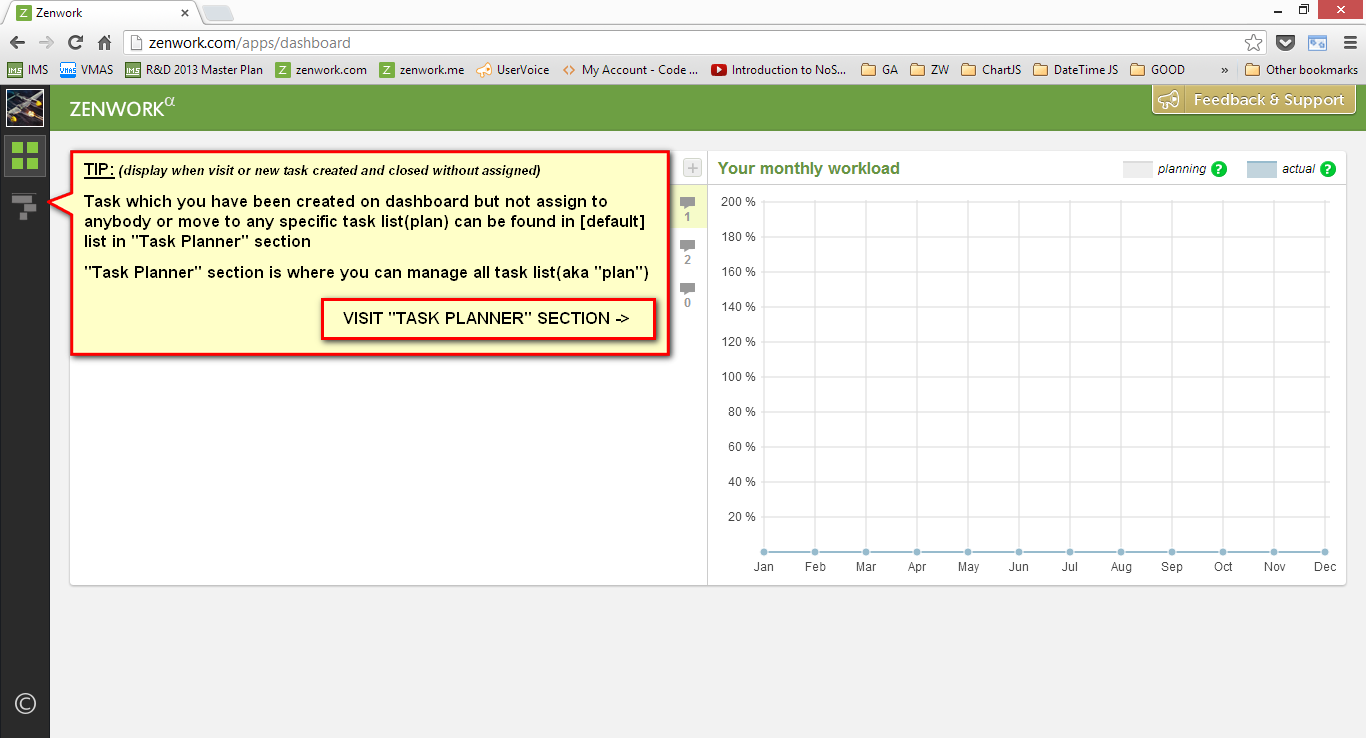 Zenwork
zenwork.com/apps/dashboard
IMS VMAS IMS R&D 2013 Master Plan zenwork.com zenwork.me UserVoice My Account - Code ... Introduction to NoS... GA ZW ChartJS DateTime JS GOOD » Other bookmarks
ZENWORKα
Feedback & Support
TIP: (display when visit or new task created and closed without assigned)
Task which you have been created on dashboard but not assign to
anybody or move to any specific task list(plan) can be found in [default]
list in "Task Planner" section
"Task Planner" section is where you can manage all task list(aka "plan")
VISIT "TASK PLANNER" SECTION ->
+
1
2
0
Your monthly workload
planning ? actual ?
200 %
180 %
160 %
140 %
120 %
100 %
80 %
60 %
40 %
20 %
Jan Feb Mar Apr May Jun Jul Aug Sep Oct Nov Dec
©